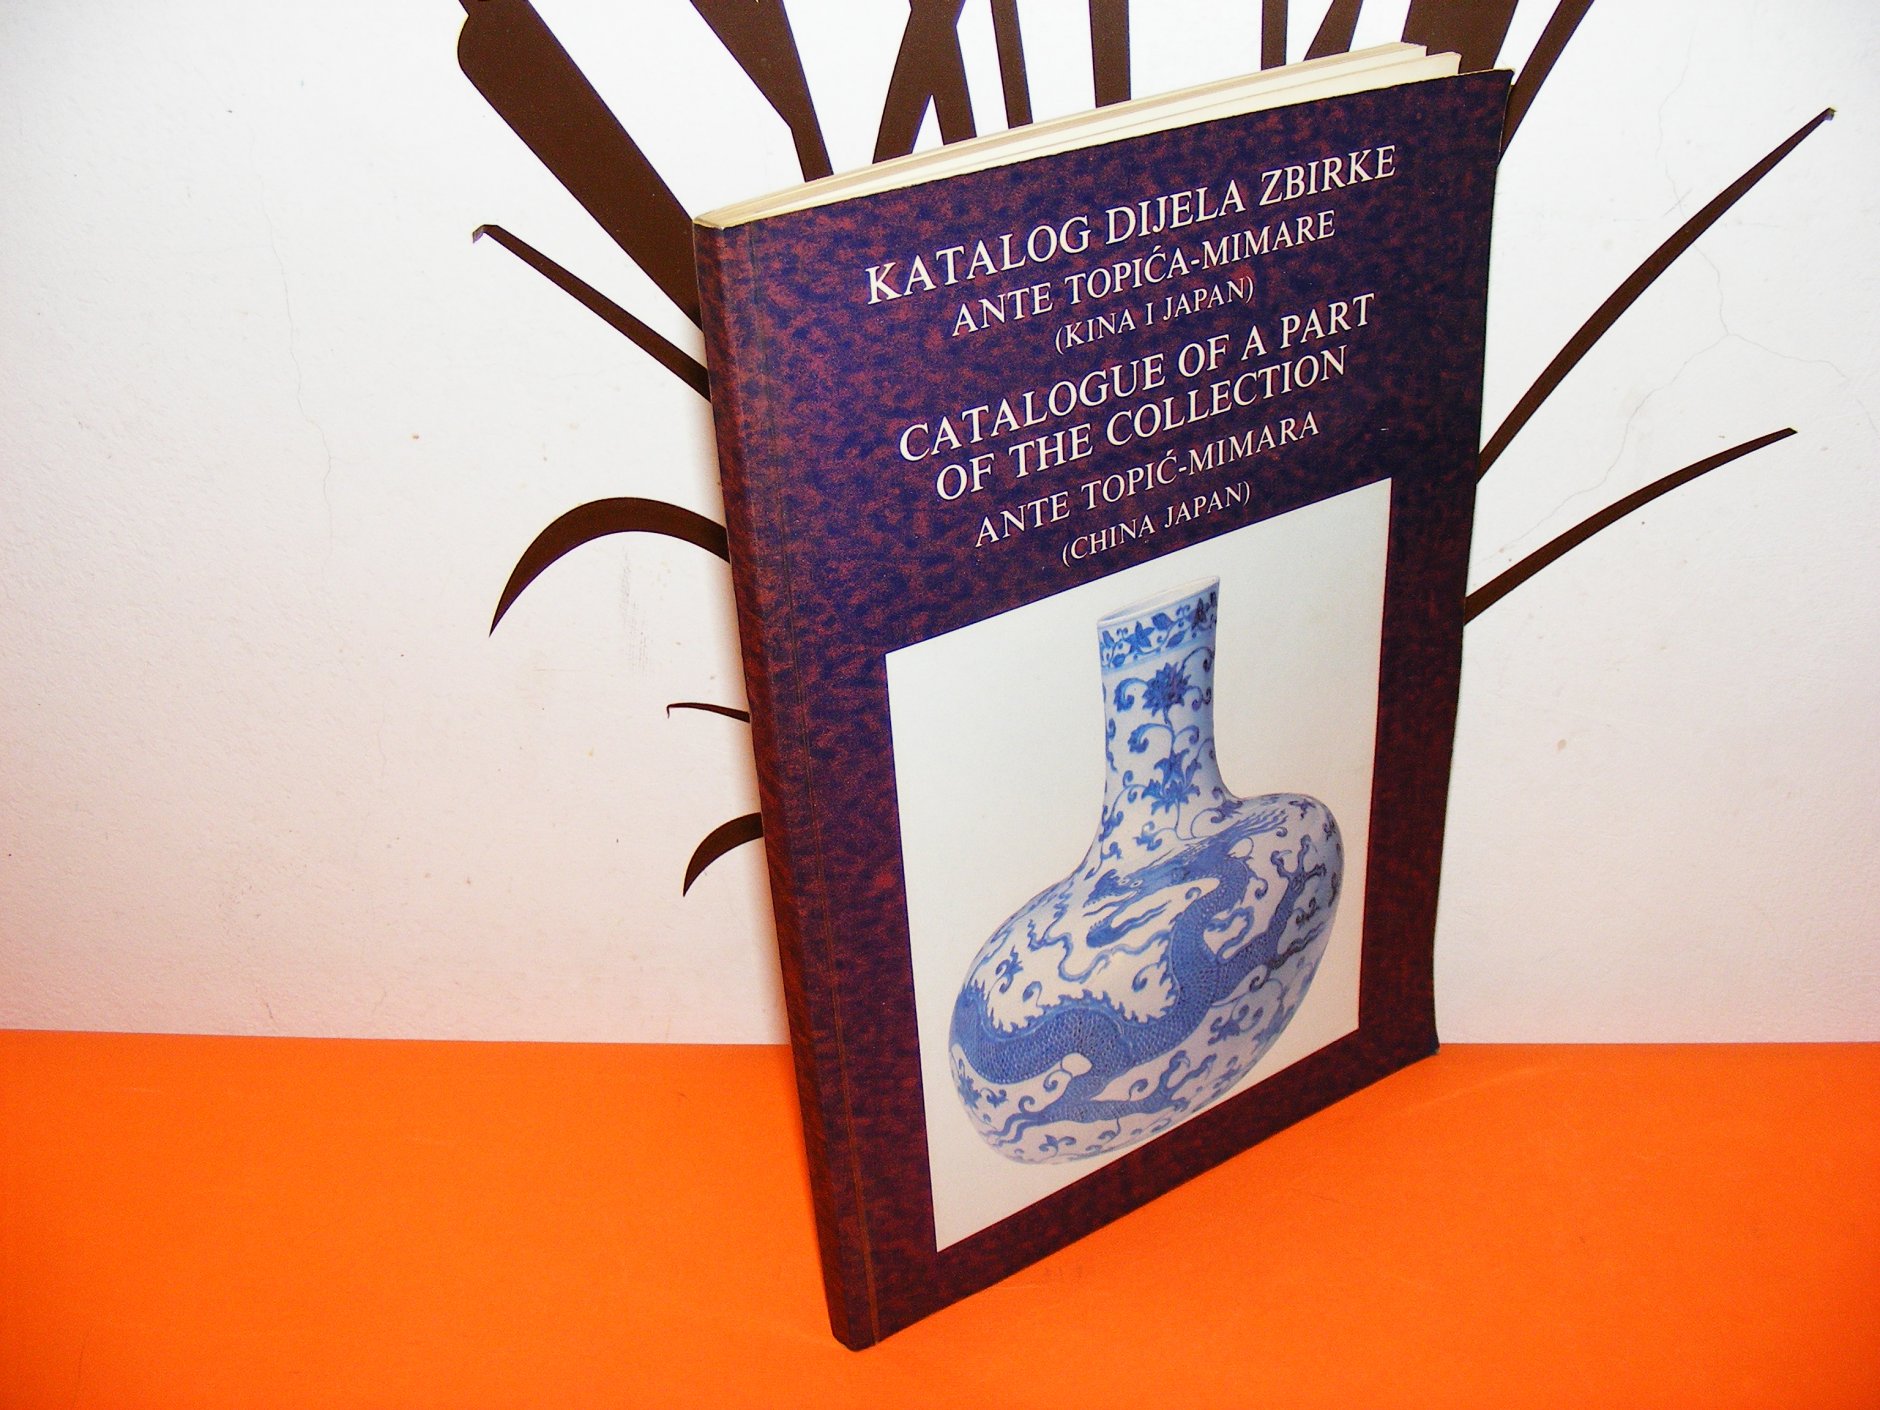 KATALOG DIJELA ZBIRKE
ANTE TOPIĆA-MIMARE
(KINA I JAPAN)
CATALOGUE OF A PART
OF THE COLLECTION
ANTE TOPIĆ-MIMARA
(CHINA JAPAN)